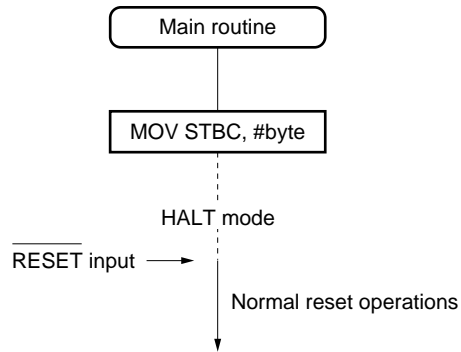 Main routine
MOV STBC, #byte
HALT mode
RESET input
Normal reset operations